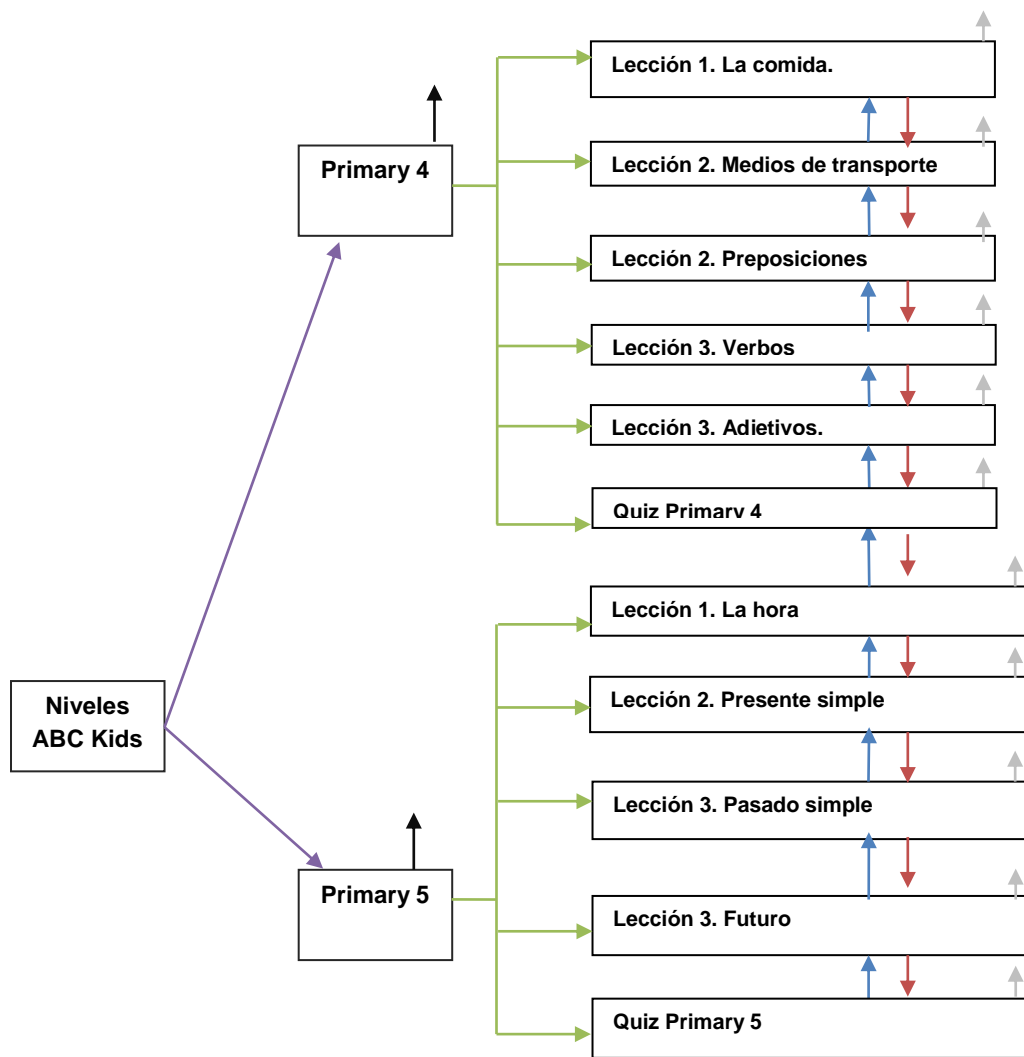 Lección 1. La comida.
Primary 4
Lección 2. Medios de transporte
Lección 2. Preposiciones
Lección 3. Verbos
Lección 3. Adietivos.
Quiz Primary 4
Lección 1. La hora
Niveles
ABC Kids
Lección 2. Presente simple
Lección 3. Pasado simple
Primary 5
Lección 3. Futuro
Quiz Primary 5